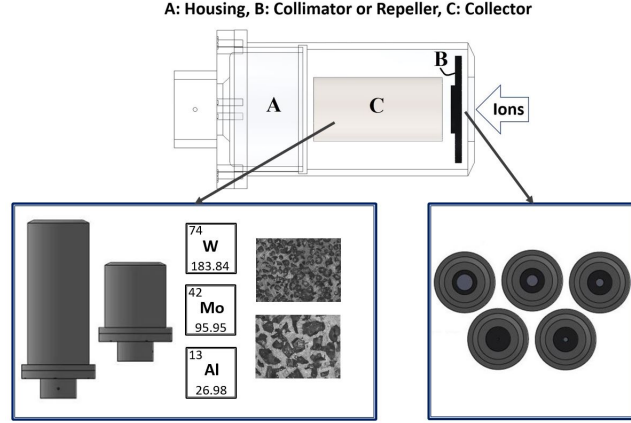 A: Housing, B: Collimator or Repeller, C: Collector
B
A
C
Ions
74
W
183.84
42
Mo
95.95
13
Al
26.98